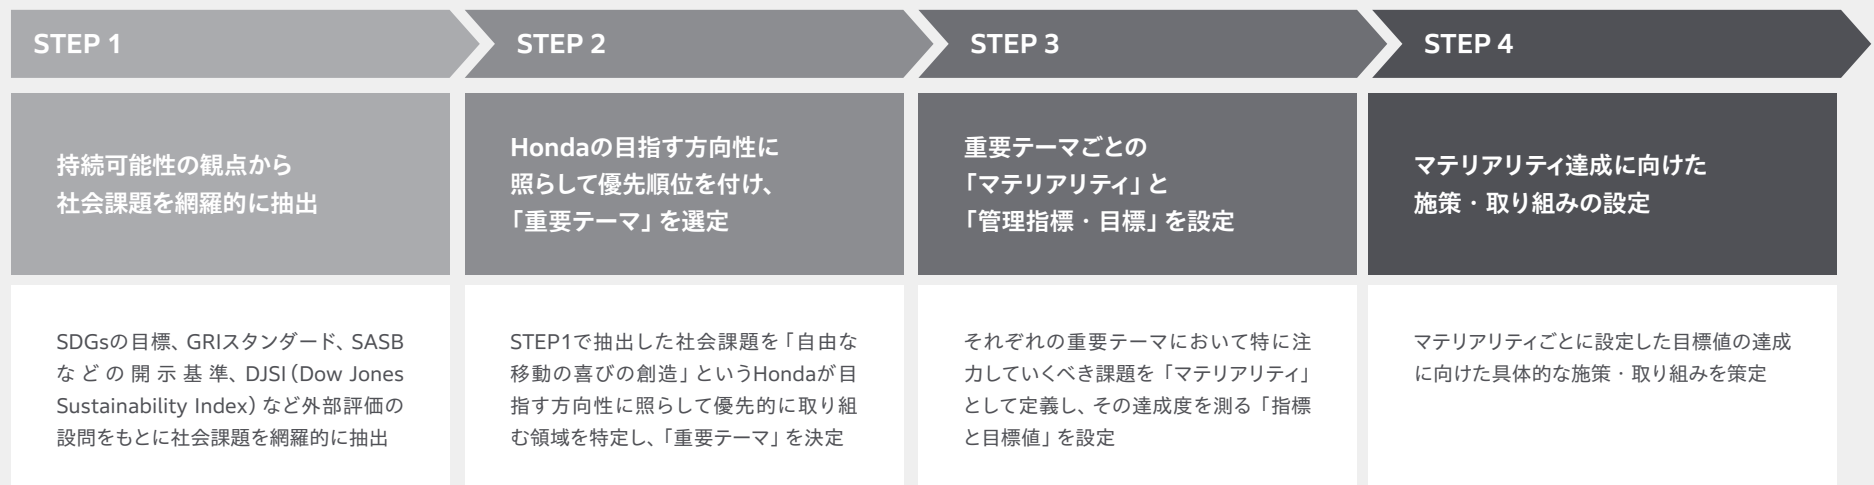 STEP 1
STEP 2
STEP 3
STEP 4
持続可能性の観点から
社会課題を網羅的に抽出
Hondaの目指す方向性に
照らして優先順位を付け、
「重要テーマ」を選定
重要テーマごとの
「マテリアリティ」と
「管理指標・目標」を設定
マテリアリティ達成に向けた
施策・取り組みの設定
SDGsの目標、GRIスタンダード、SASB
などの開示基準、DJSI(Dow Jones
Sustainability Index)など外部評価の
設問をもとに社会課題を網羅的に抽出
STEP1で抽出した社会課題を「自由な
移動の喜びの創造」というHondaが目
指す方向性に照らして優先的に取り組
む領域を特定し、「重要テーマ」を決定
それぞれの重要テーマにおいて特に注
力していくべき課題を「マテリアリティ」
として定義し、その達成度を測る「指標
と目標値」を設定
マテリアリティごとに設定した目標値の達成
に向けた具体的な施策・取り組みを策定